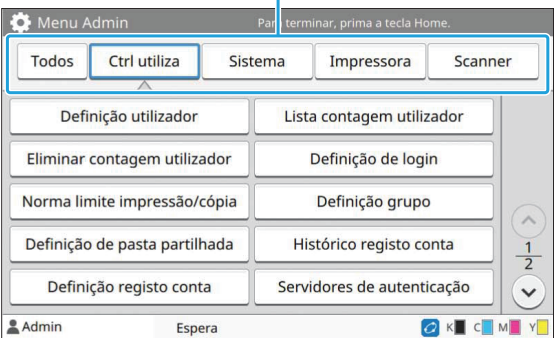 Menu Admin
Para terminar, prima a tecla Home.
Todos Ctrl utiliza Sistema Impressora Scanner
Definição utilizador Lista contagem utilizador
Eliminar contagem utilizador Definição de login
Norma limite impressão/cópia Definição grupo
Definição de pasta partilhada Histórico registo conta
Definição registo conta Servidores de autenticação
1
2
Admin Espera K C M Y